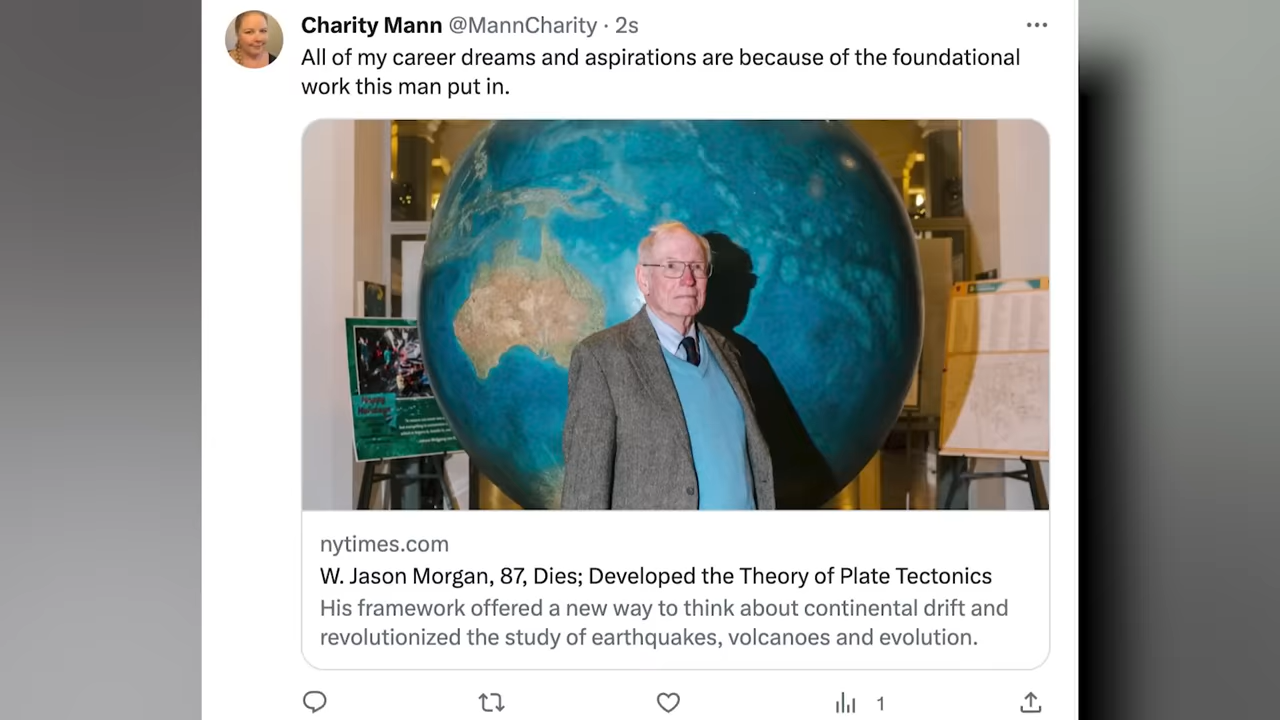 Charity Mann @MannCharity · 2s
All of my career dreams and aspirations are because of the foundational
work this man put in.
Happy
Holidays
nytimes.com
W. Jason Morgan, 87, Dies; Developed the Theory of Plate Tectonics
His framework offered a new way to think about continental drift and
revolutionized the study of earthquakes, volcanoes and evolution.
1